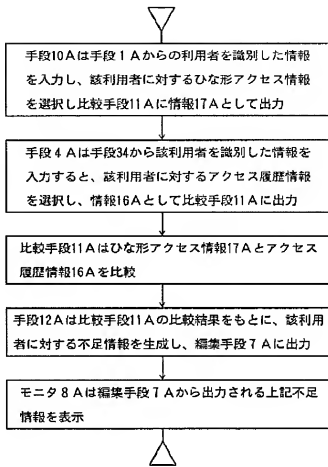 手段10Aは手段1Aからの利用者を識別した情報
を入力し、該利用者に対するひな形アクセス情報
を選択し比較手段11Aに情報17Aとして出力
手段4Aは手段34から該利用者を識別した情報を
入力すると、該利用者に対するアクセス履歴情報
を選択し、情報16Aとして比較手段11Aに出力
比較手段11Aはひな形アクセス情報17Aとアクセス
履歴情報16Aを比較
手段12Aは比較手段11Aの比較結果をもとに、該利用
者に対する不足情報を生成し、編集手段7Aに出力
モニタ8Aは編集手段7Aから出力される上記不足
情報を表示